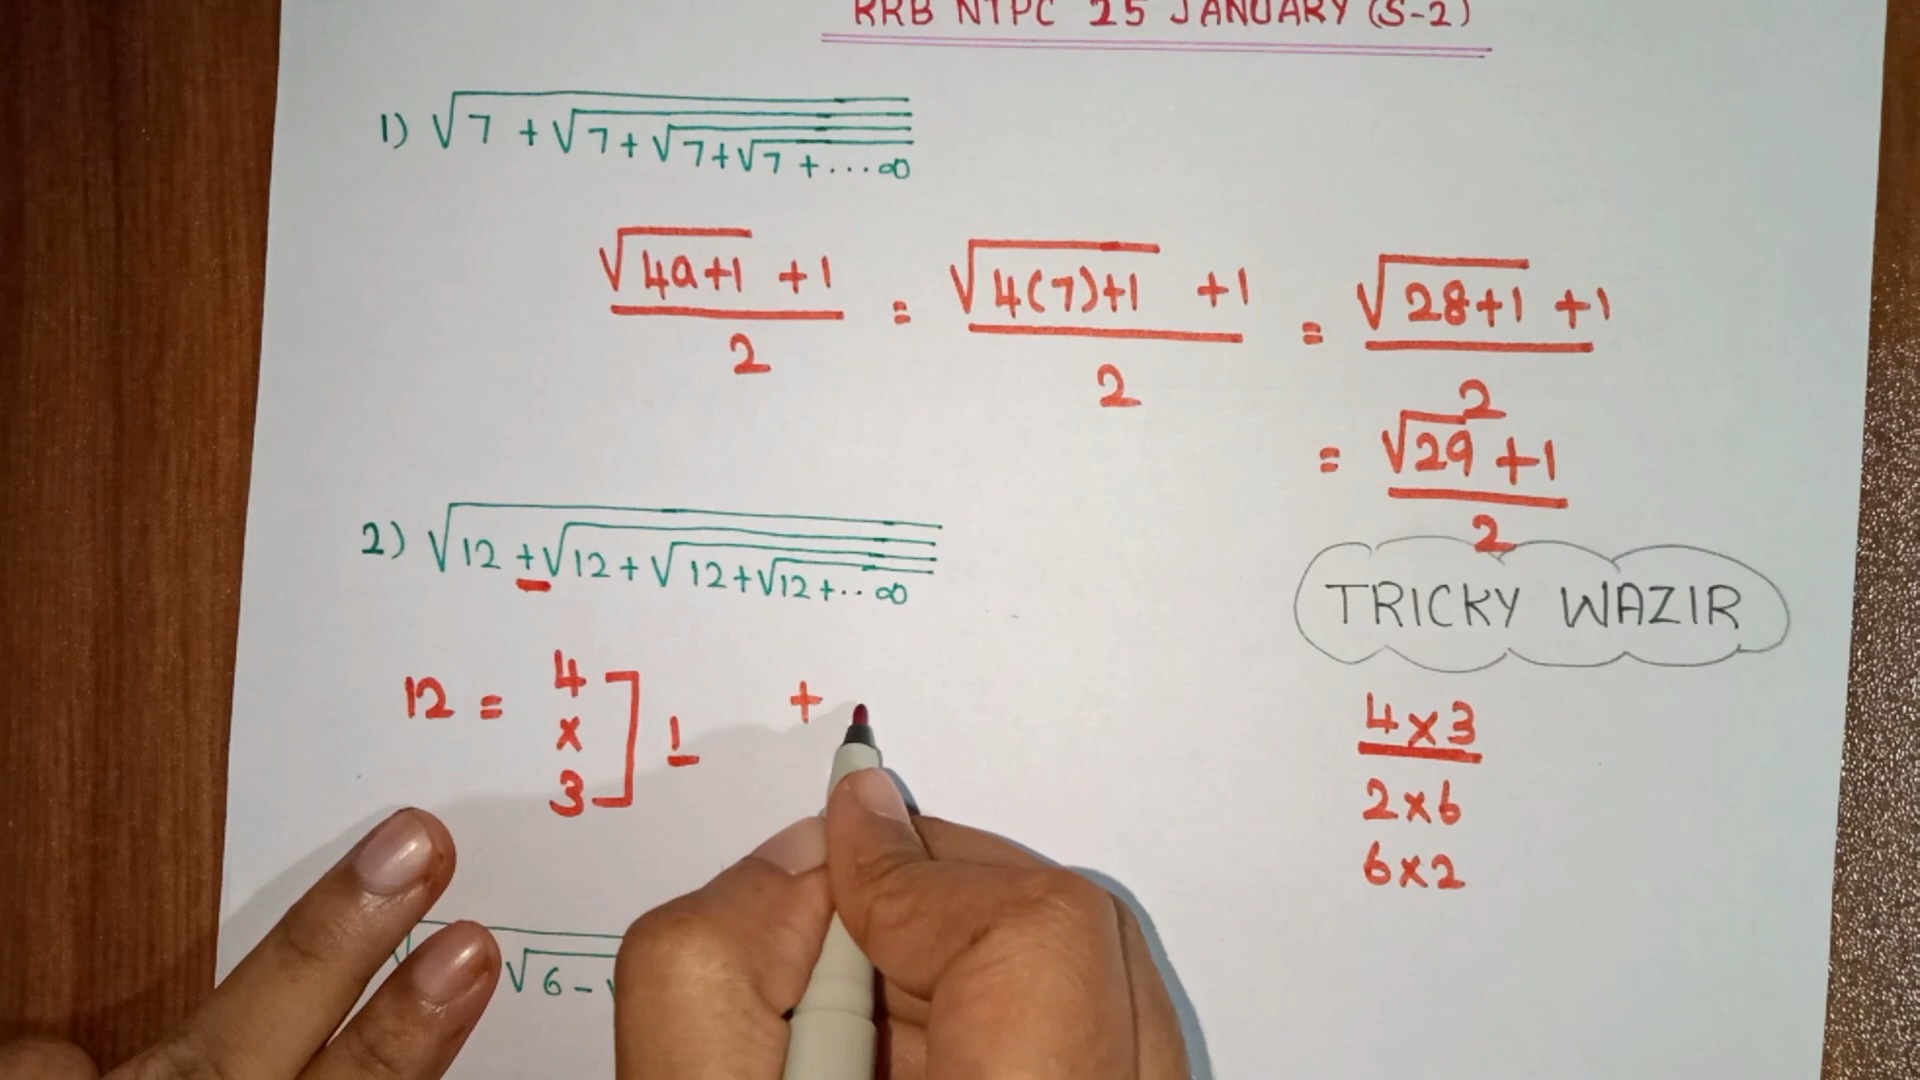 RRB NTPC 25 JANUARY (S-2)
1) √7 + √7 + √7 + √7 + ... ∞
√4a+1 + 1 / 2 = √4(7)+1 + 1 / 2 = √28+1 + 1 / 2
= √29 + 1 / 2
2) √12 + √12 + √12 + √12 + .. ∞
TRICKY WAZIR
12 = 4 x 3 ] 1 +
4x3
2x6
6x2
√6 - √